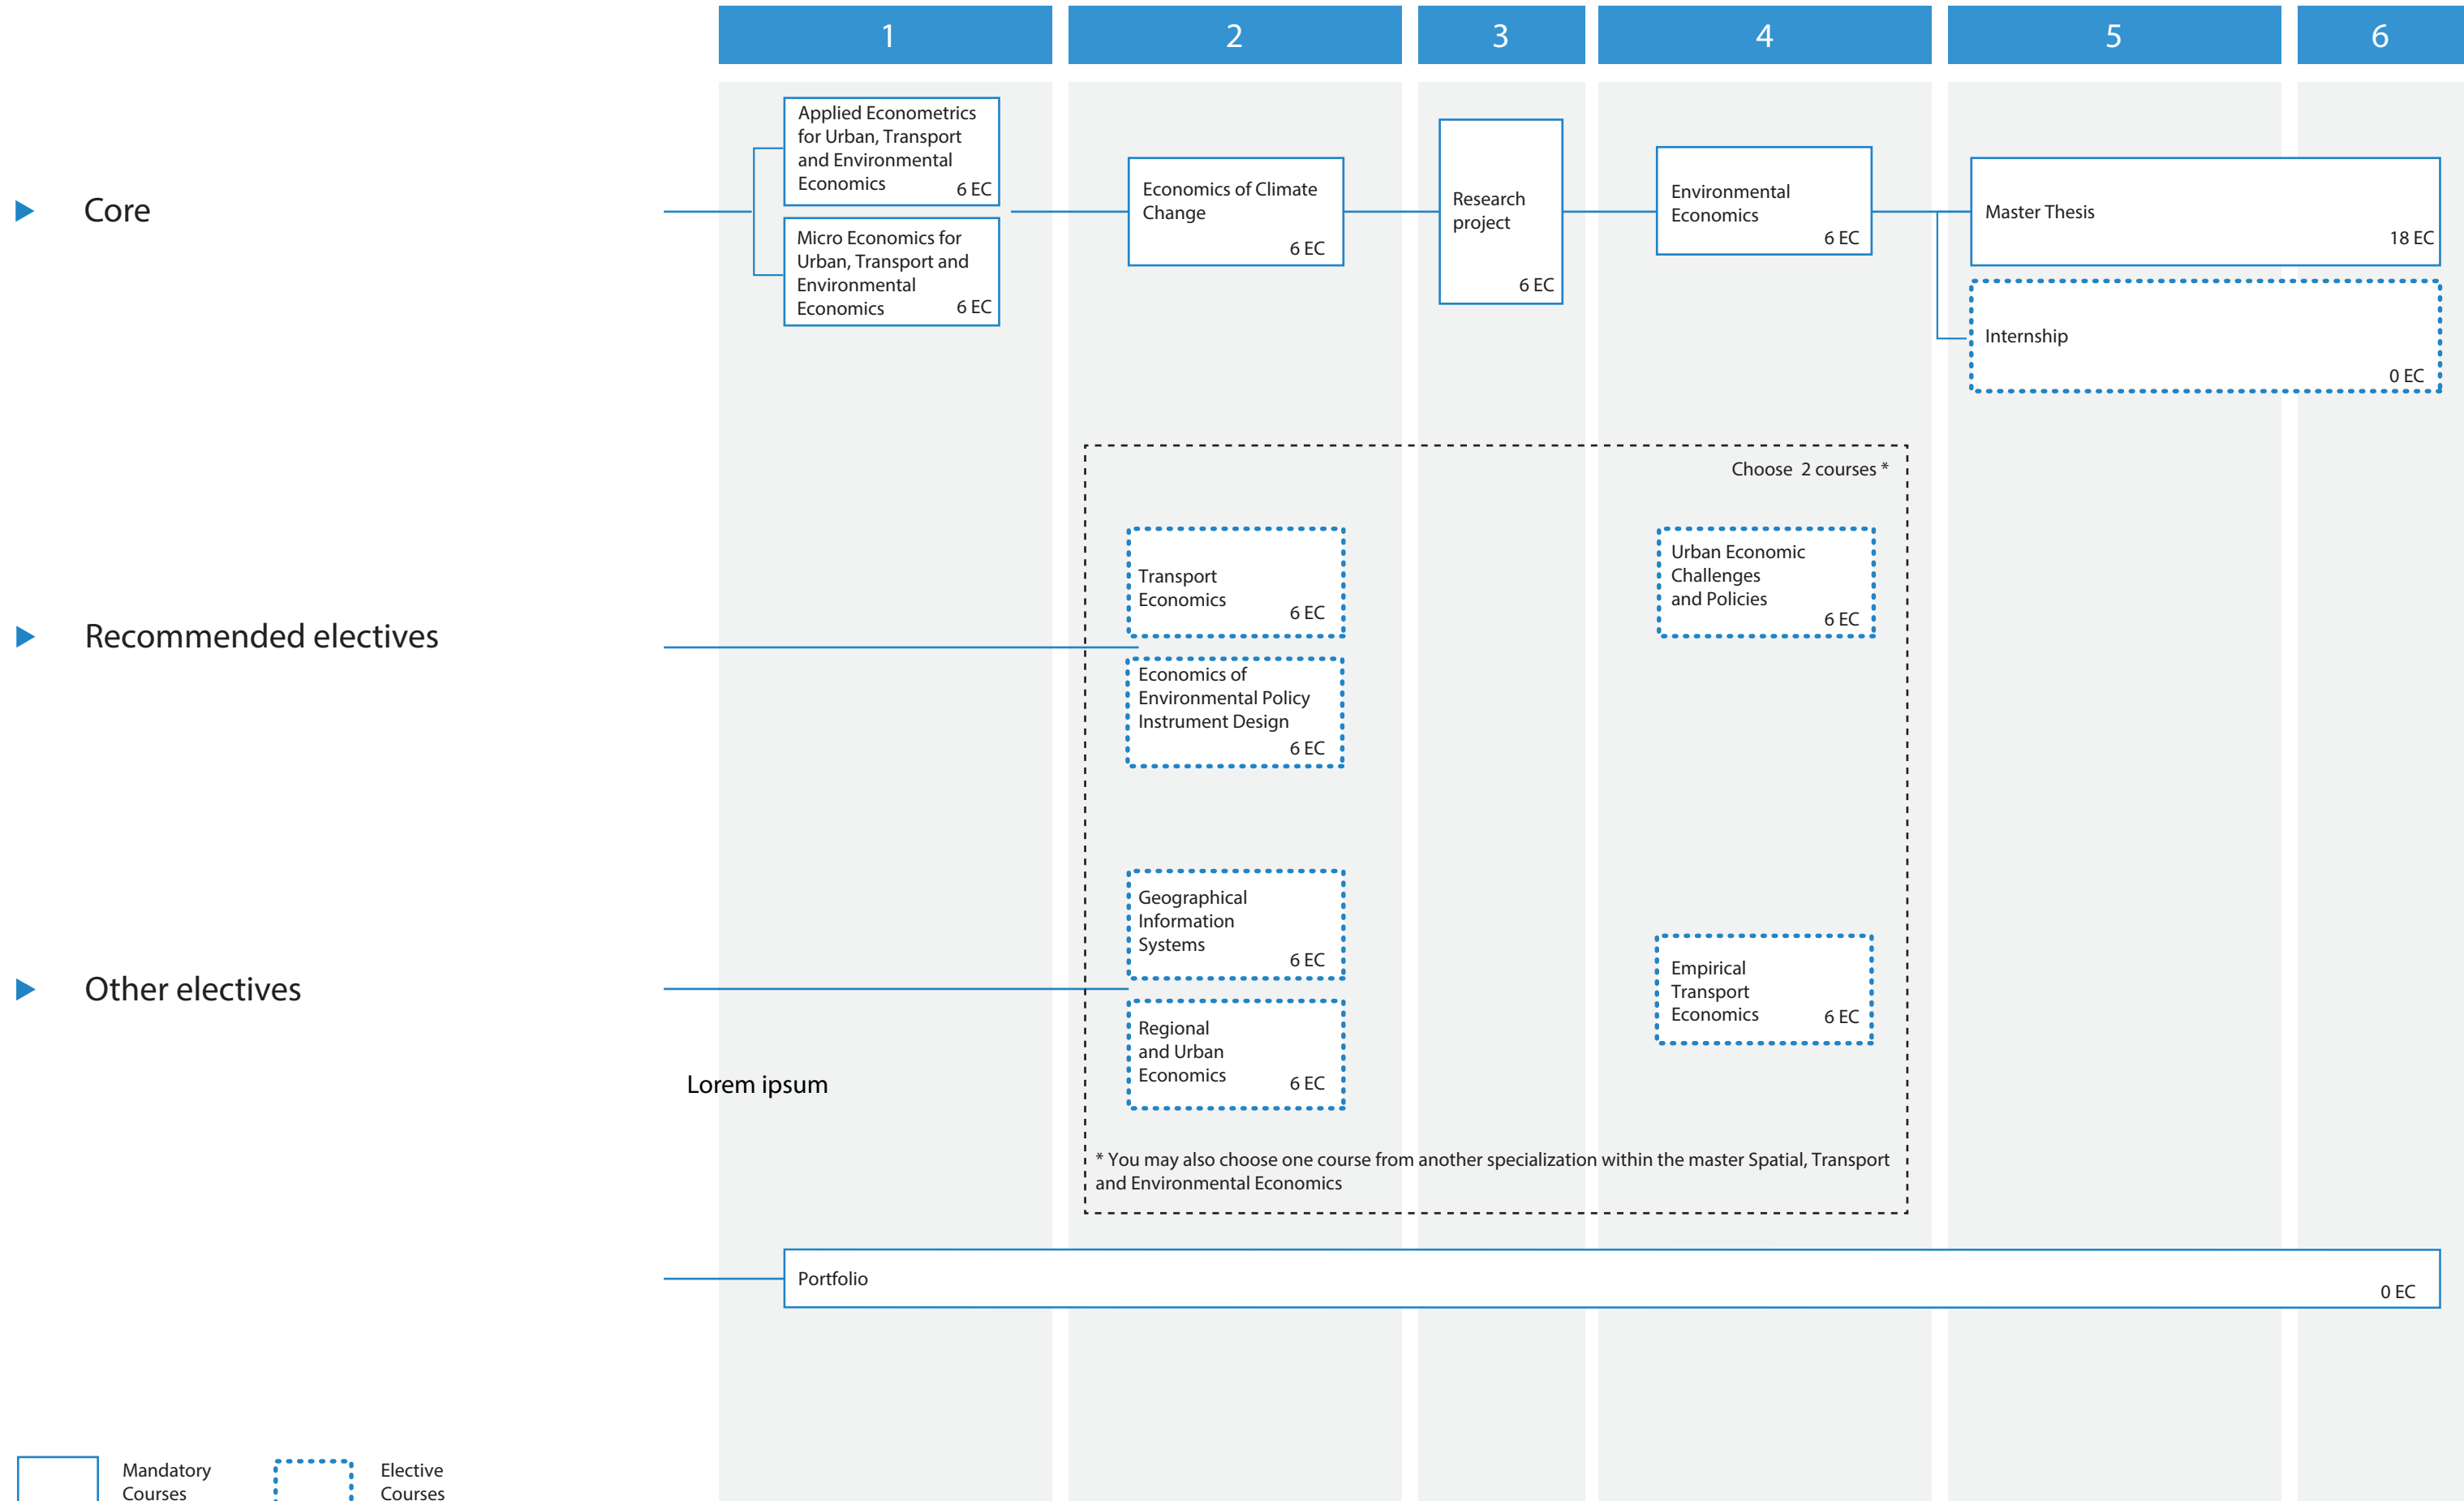 1 2 3 4 5 6
Core
Applied Econometrics
for Urban, Transport
and Environmental
Economics 6 EC
Micro Economics for
Urban, Transport and
Environmental
Economics 6 EC
Economics of Climate
Change
6 EC
Research
project
6 EC
Environmental
Economics
6 EC
Master Thesis
18 EC
Internship
0 EC
Choose 2 courses *
Recommended electives
Transport
Economics
6 EC
Economics of
Environmental Policy
Instrument Design
6 EC
Urban Economic
Challenges
and Policies
6 EC
Other electives
Geographical
Information
Systems
6 EC
Regional
and Urban
Economics
6 EC
Empirical
Transport
Economics 6 EC
Lorem ipsum
* You may also choose one course from another specialization within the master Spatial, Transport
and Environmental Economics
Portfolio
0 EC
Mandatory
Courses
Elective
Courses